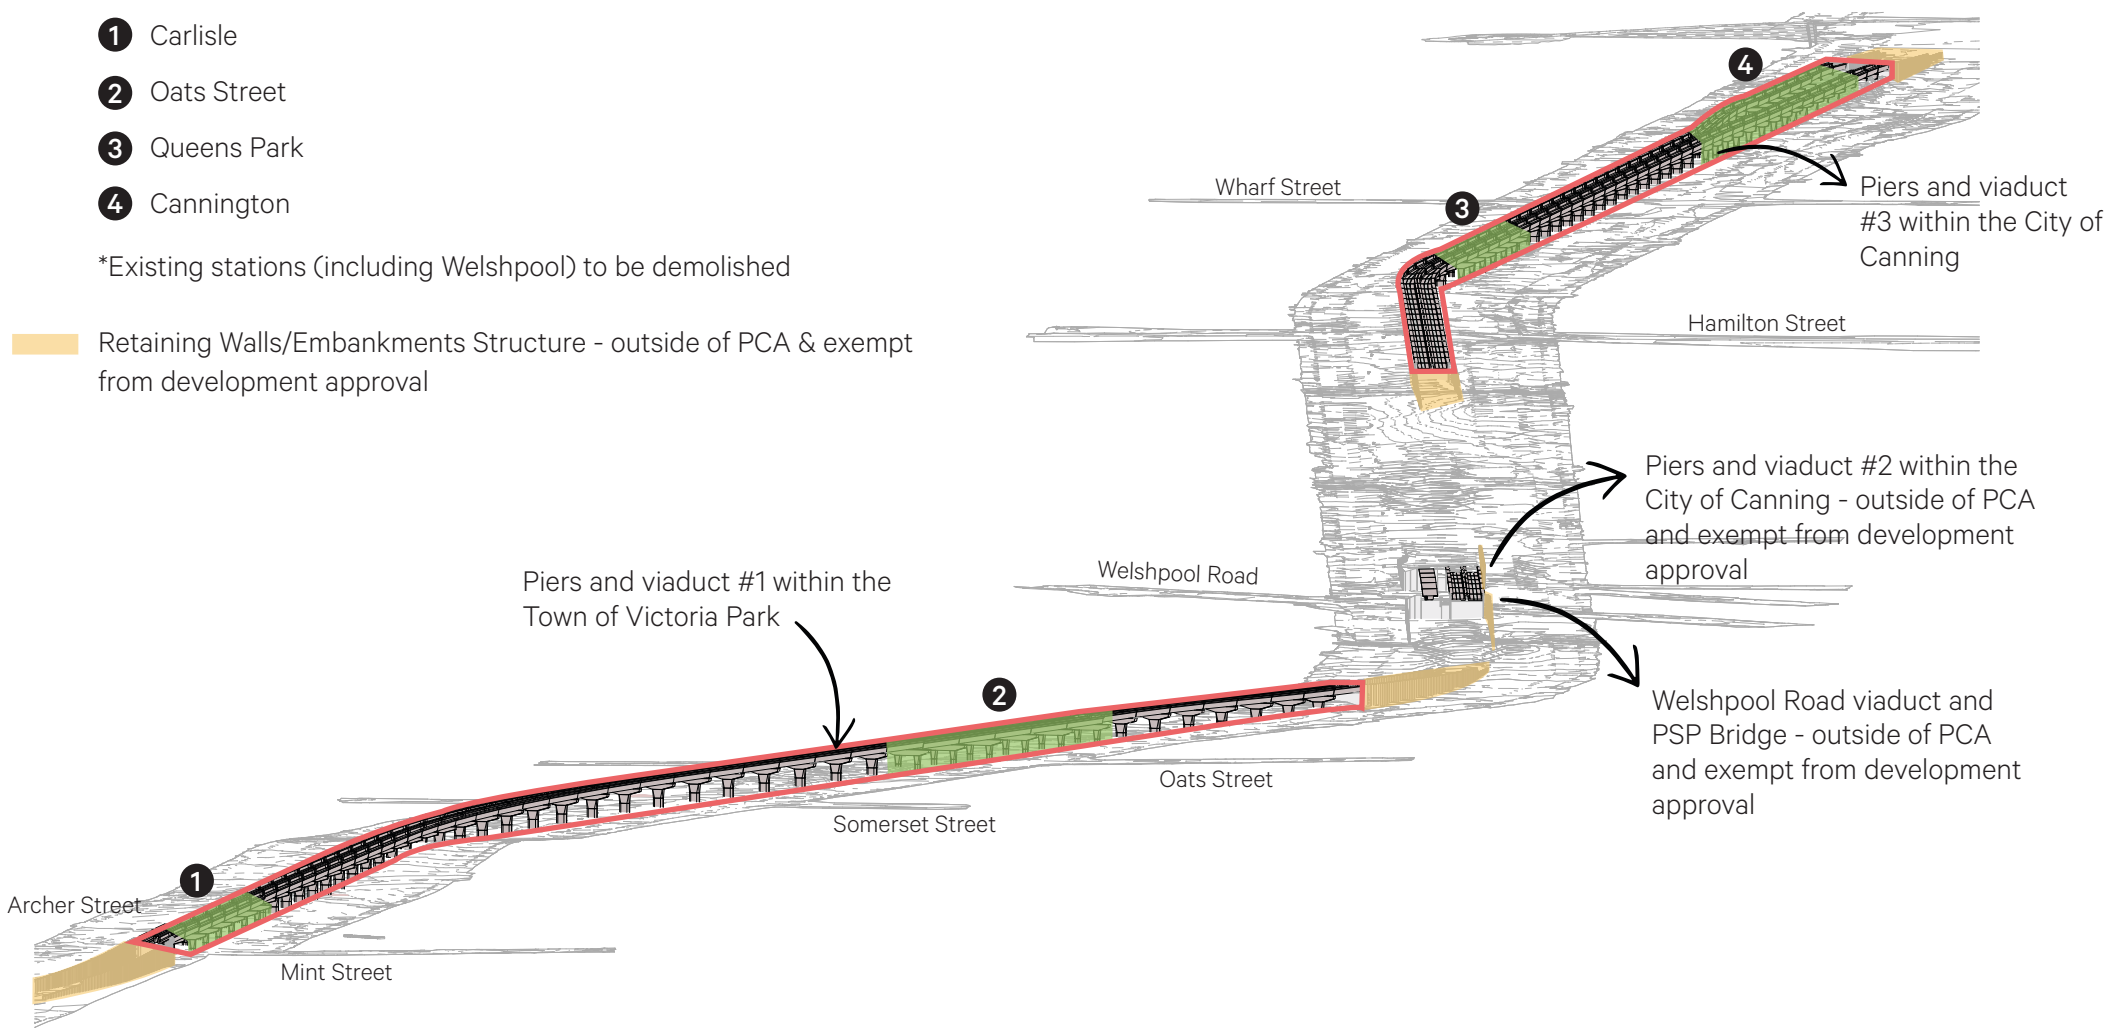 1 Carlisle
2 Oats Street
3 Queens Park
4 Cannington
*Existing stations (including Welshpool) to be demolished
Retaining Walls/Embankments Structure - outside of PCA & exempt
from development approval
4
Wharf Street
3
Piers and viaduct
#3 within the City of
Canning
Hamilton Street
Piers and viaduct #2 within the
City of Canning - outside of PCA
and exempt from development
approval
Welshpool Road
Piers and viaduct #1 within the
Town of Victoria Park
2
Welshpool Road viaduct and
PSP Bridge - outside of PCA
and exempt from development
approval
Oats Street
Somerset Street
1
Archer Street
Mint Street